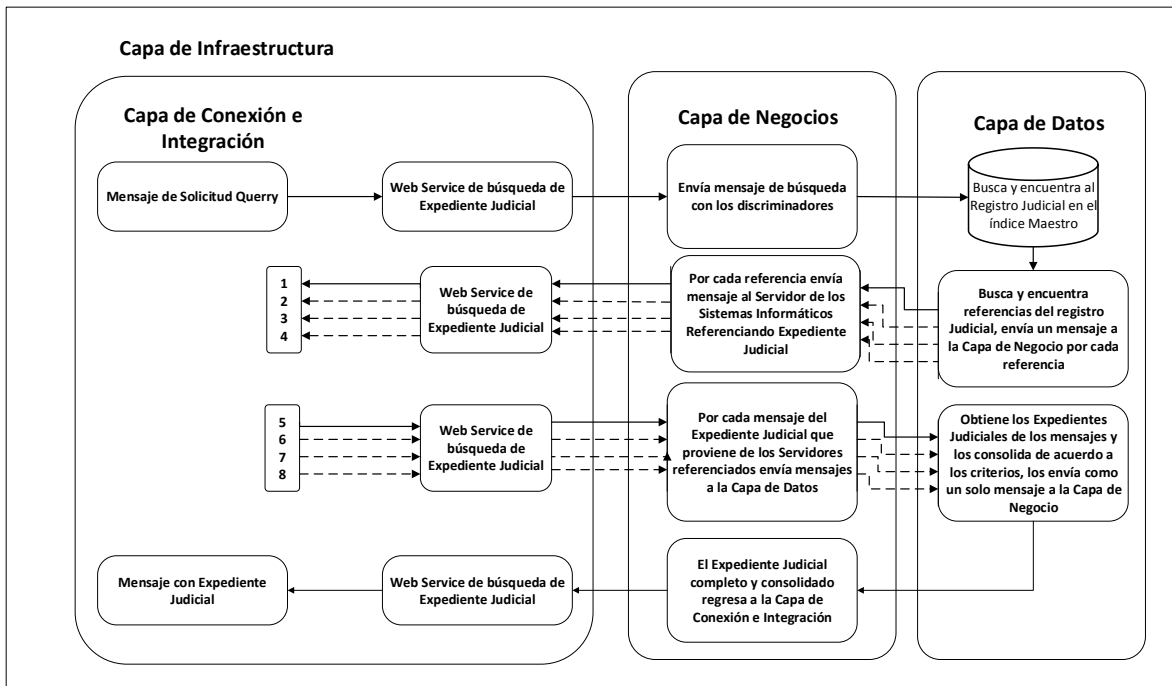 Capa de Infraestructura
Capa de Conexión e
Integración
Capa de Negocios
Capa de Datos
Mensaje de Solicitud Querry
Web Service de búsqueda de
Expediente Judicial
Envía mensaje de búsqueda
con los discriminadores
Busca y encuentra al
Registro Judicial en el
índice Maestro
1
2
3
4
Web Service de
búsqueda de
Expediente Judicial
Por cada referencia envía
mensaje al Servidor de los
Sistemas Informáticos
Referenciando Expediente
Judicial
Busca y encuentra
referencias del registro
Judicial, envía un mensaje a
la Capa de Negocio por cada
referencia
5
6
7
8
Web Service de
búsqueda de
Expediente Judicial
Por cada mensaje del
Expediente Judicial que
proviene de los Servidores
referenciados envía mensajes
a la Capa de Datos
Obtiene los Expedientes
Judiciales de los mensajes y
los consolida de acuerdo a
los criterios, los envía como
un solo mensaje a la Capa de
Negocio
Mensaje con Expediente
Judicial
Web Service de búsqueda de
Expediente Judicial
El Expediente Judicial
completo y consolidado
regresa a la Capa de
Conexión e Integración